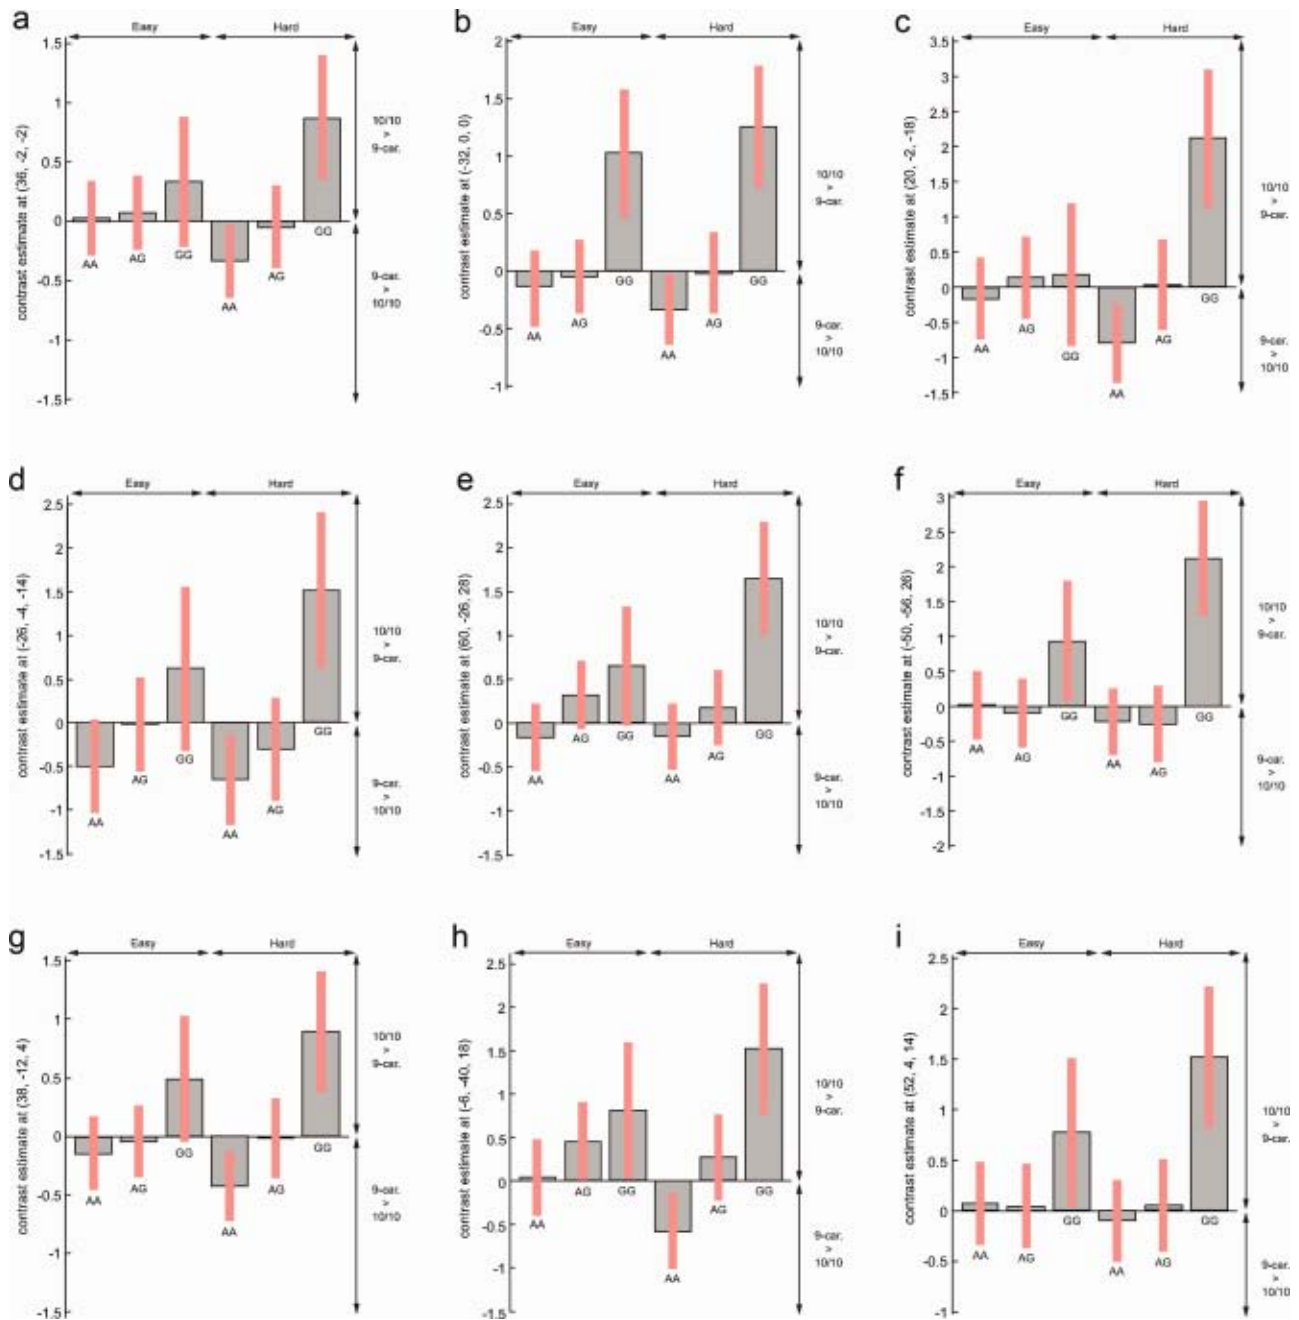 a
Easy Hard
contrast estimate at (36, -2, -2)
1.5
1
0.5
0
-0.5
-1
-1.5
AA AG GG AA AG GG
10/10
>
9-car.
9-car.
>
10/10
b
Easy Hard
contrast estimate at (-32, 0, 0)
2
1.5
1
0.5
0
-0.5
-1
AA AG GG AA AG GG
10/10
>
9-car.
9-car.
>
10/10
c
Easy Hard
contrast estimate at (20, -2, -18)
3.5
3
2.5
2
1.5
1
0.5
0
-0.5
-1
-1.5
AA AG GG AA AG GG
10/10
>
9-car.
9-car.
>
10/10
d
Easy Hard
contrast estimate at (-26, -4, -14)
2.5
2
1.5
1
0.5
0
-0.5
-1
-1.5
AA AG GG AA AG GG
10/10
>
9-car.
9-car.
>
10/10
e
Easy Hard
contrast estimate at (60, -26, 28)
2.5
2
1.5
1
0.5
0
-0.5
-1
-1.5
AA AG GG AA AG GG
10/10
>
9-car.
9-car.
>
10/10
f
Easy Hard
contrast estimate at (-50, -56, 26)
3
2.5
2
1.5
1
0.5
0
-0.5
-1
-1.5
-2
AA AG GG AA AG GG
10/10
>
9-car.
9-car.
>
10/10
g
Easy Hard
contrast estimate at (38, -12, 4)
1.5
1
0.5
0
-0.5
-1
-1.5
AA AG GG AA AG GG
10/10
>
9-car.
9-car.
>
10/10
h
Easy Hard
contrast estimate at (-6, -40, 18)
2.5
2
1.5
1
0.5
0
-0.5
-1
-1.5
AA AG GG AA AG GG
10/10
>
9-car.
9-car.
>
10/10
i
Easy Hard
contrast estimate at (52, 4, 14)
2.5
2
1.5
1
0.5
0
-0.5
-1
AA AG GG AA AG GG
10/10
>
9-car.
9-car.
>
10/10